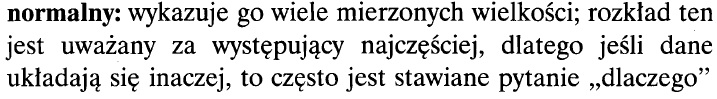 normalny: wykazuje go wiele mierzonych wielkości; rozkład ten
jest uważany za występujący najczęściej, dlatego jeśli dane
układają się inaczej, to często jest stawiane pytanie „dlaczego”